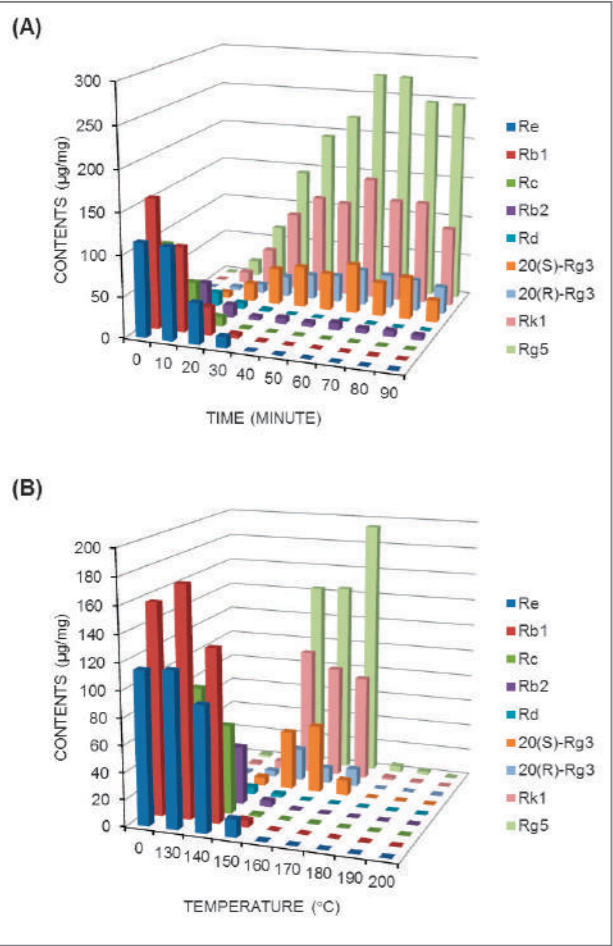 (A)
300
250
200
150
100
50
0
CONTENTS (µg/mg)
0 10 20 30 40 50 60 70 80 90
TIME (MINUTE)
Re
Rb1
Rc
Rb2
Rd
20(S)-Rg3
20(R)-Rg3
Rk1
Rg5
(B)
200
180
160
140
120
100
80
60
40
20
0
CONTENTS (µg/mg)
0 130 140 150 160 170 180 190 200
TEMPERATURE (°C)
Re
Rb1
Rc
Rb2
Rd
20(S)-Rg3
20(R)-Rg3
Rk1
Rg5